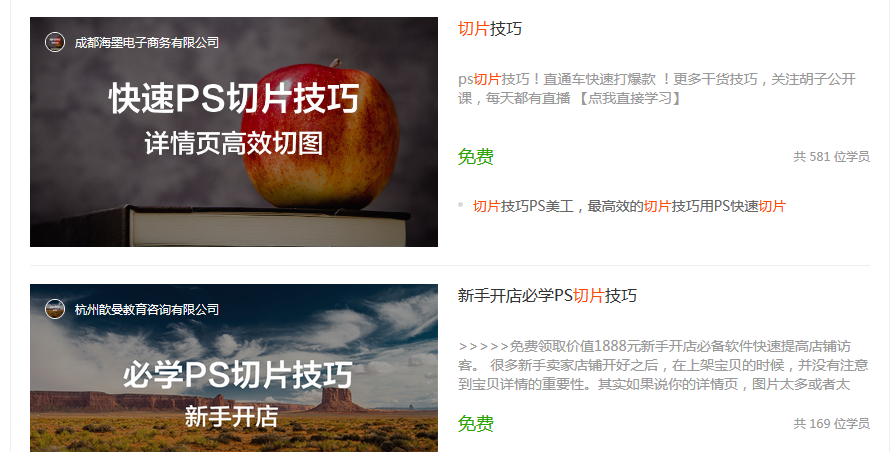 成都海墨电子商务有限公司
快速PS切片技巧
详情页高效切图
切片技巧
ps切片技巧！直通车快速打爆款 ！更多干货技巧，关注胡子公开
课，每天都有直播 【点我直接学习】
免费
共 581 位学员
切片技巧PS美工，最高效的切片技巧用PS快速切片
杭州歆曼教育咨询有限公司
必学PS切片技巧
新手开店
新手开店必学PS切片技巧
>>>>>免费领取价值1888元新手开店必备软件快速提高店铺访
客。 很多新手卖家店铺开好之后，在上架宝贝的时候，并没有注意
到宝贝详情的重要性。其实如果说你的详情页，图片太多或者太
免费
共 169 位学员